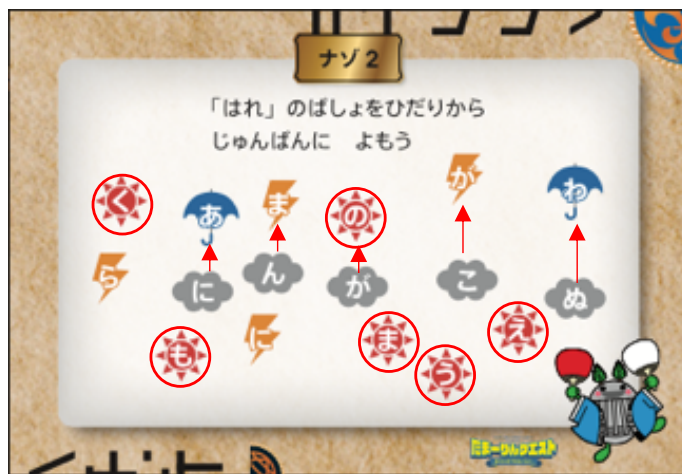 ナゾ2
「はれ」のばしょをひだりから
じゅんばんに よもう
く
あ
ま
の
が
わ
ら
に
ん
が
こ
ぬ
も
に
ま
う
え
だまーりんクエスト